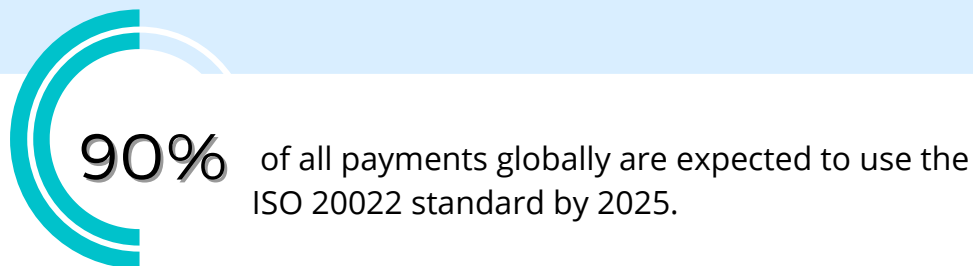 90% of all payments globally are expected to use the
ISO 20022 standard by 2025.